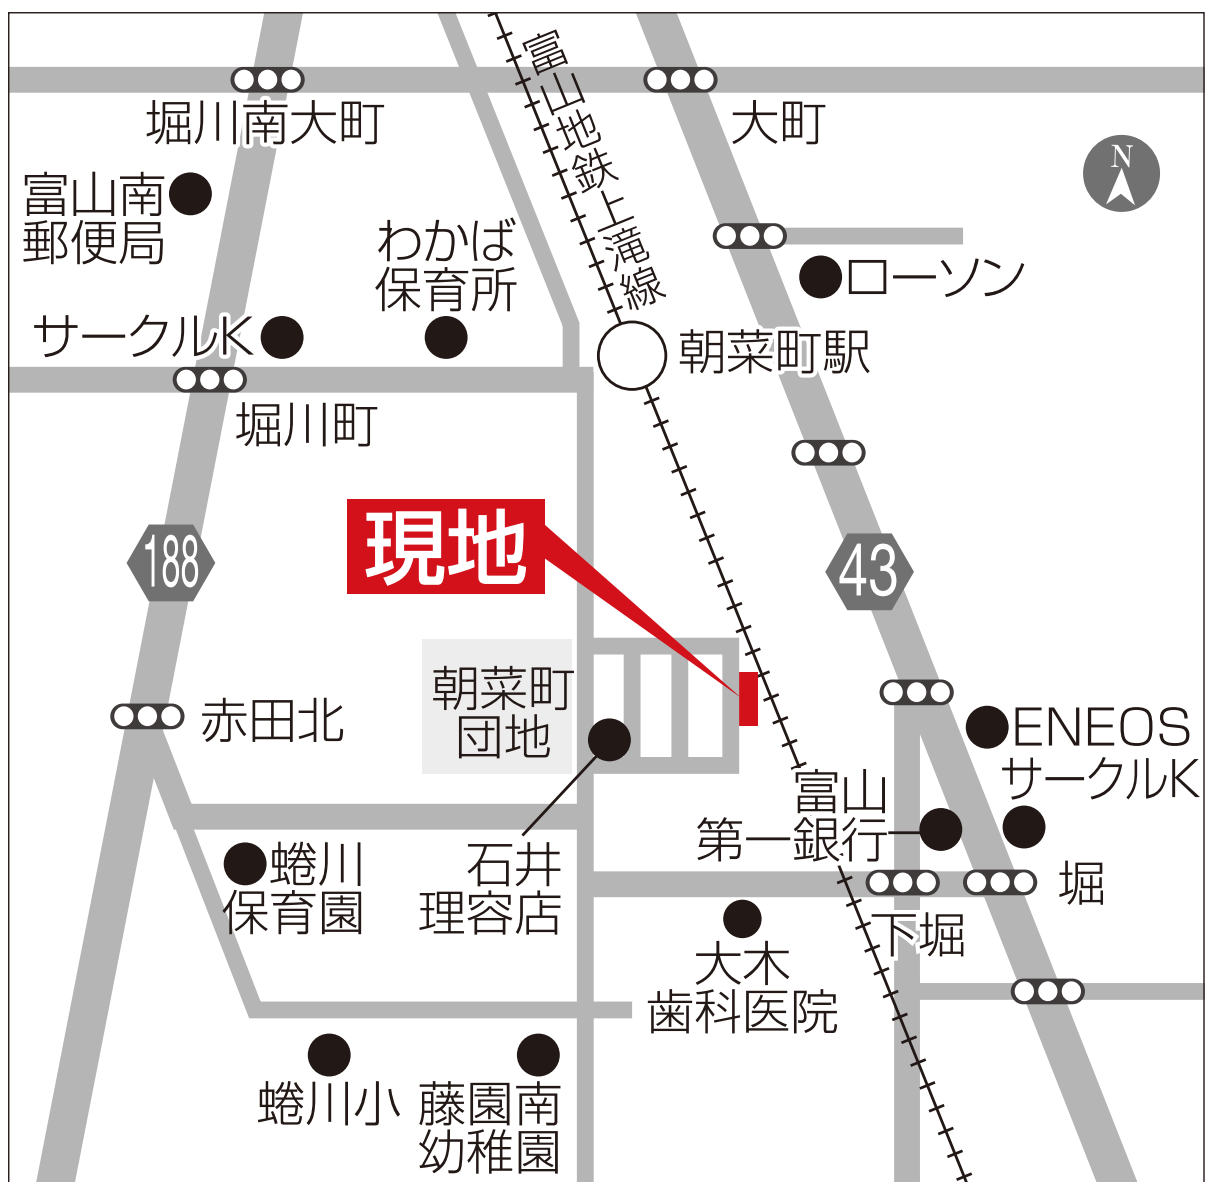 富山地鉄上滝線
堀川南大町
大町
N
富山南
郵便局
わかば
保育所
ローソン
サークルK
朝菜町駅
堀川町
現地
188
43
朝菜町
団地
赤田北
ENEOS
サークルK
富山
第一銀行
石井
理容店
蜷川
保育園
堀
下堀
大木
歯科医院
蜷川小
藤園南
幼稚園